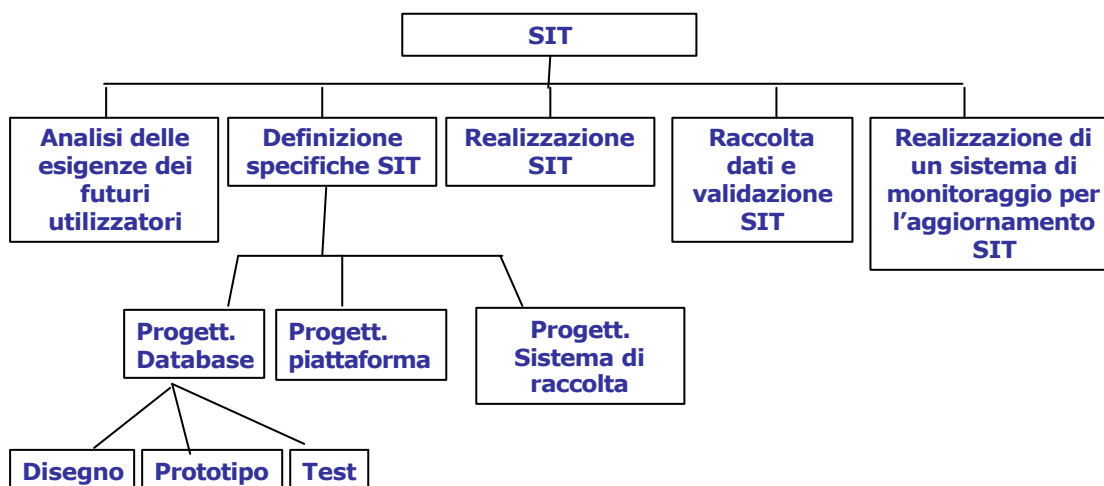 SIT
Analisi delle
esigenze dei
futuri
utilizzatori
Definizione
specifiche SIT
Realizzazione
SIT
Raccolta
dati e
validazione
SIT
Realizzazione di
un sistema di
monitoraggio per
l'aggiornamento
SIT
Progett.
Database
Progett.
piattaforma
Progett.
Sistema di
raccolta
Disegno
Prototipo
Test